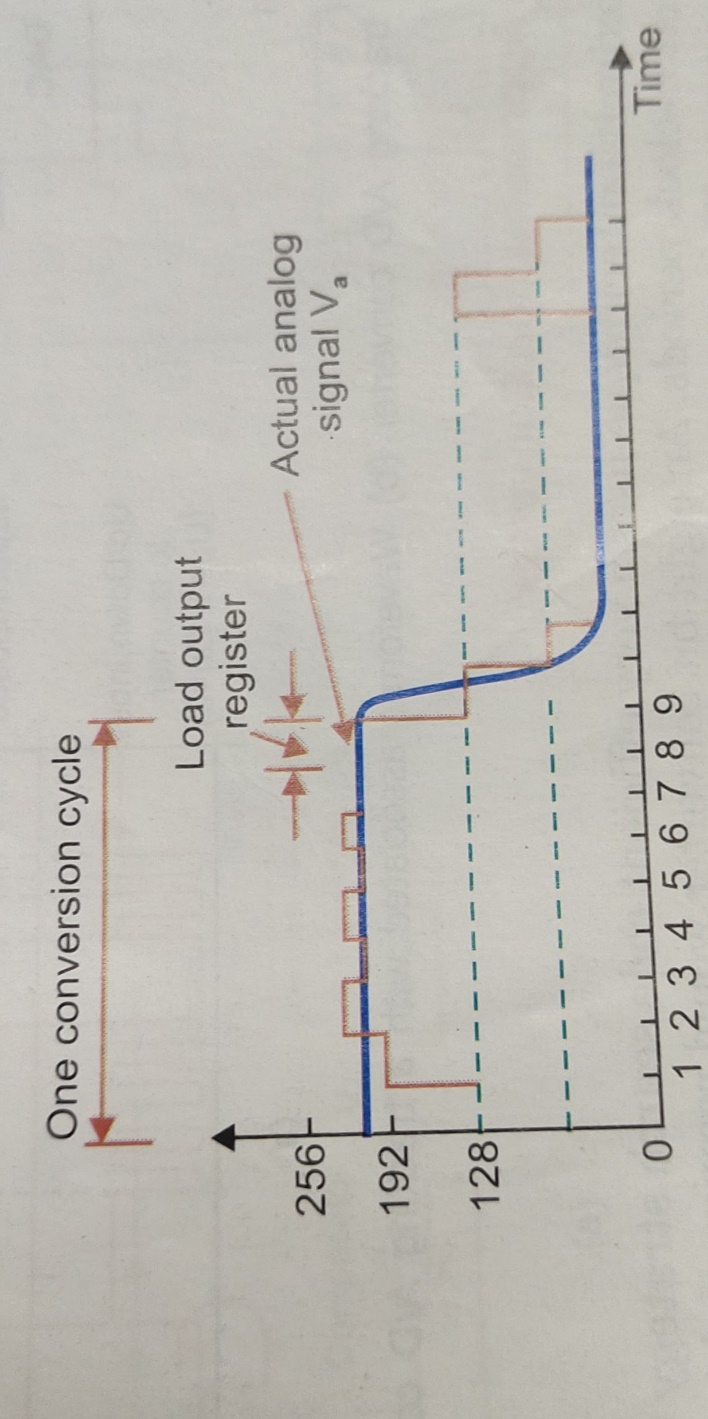 One conversion cycle
Load output
register
Actual analog
signal Va
256
192
128
0
1 2 3 4 5 6 7 8 9
Time